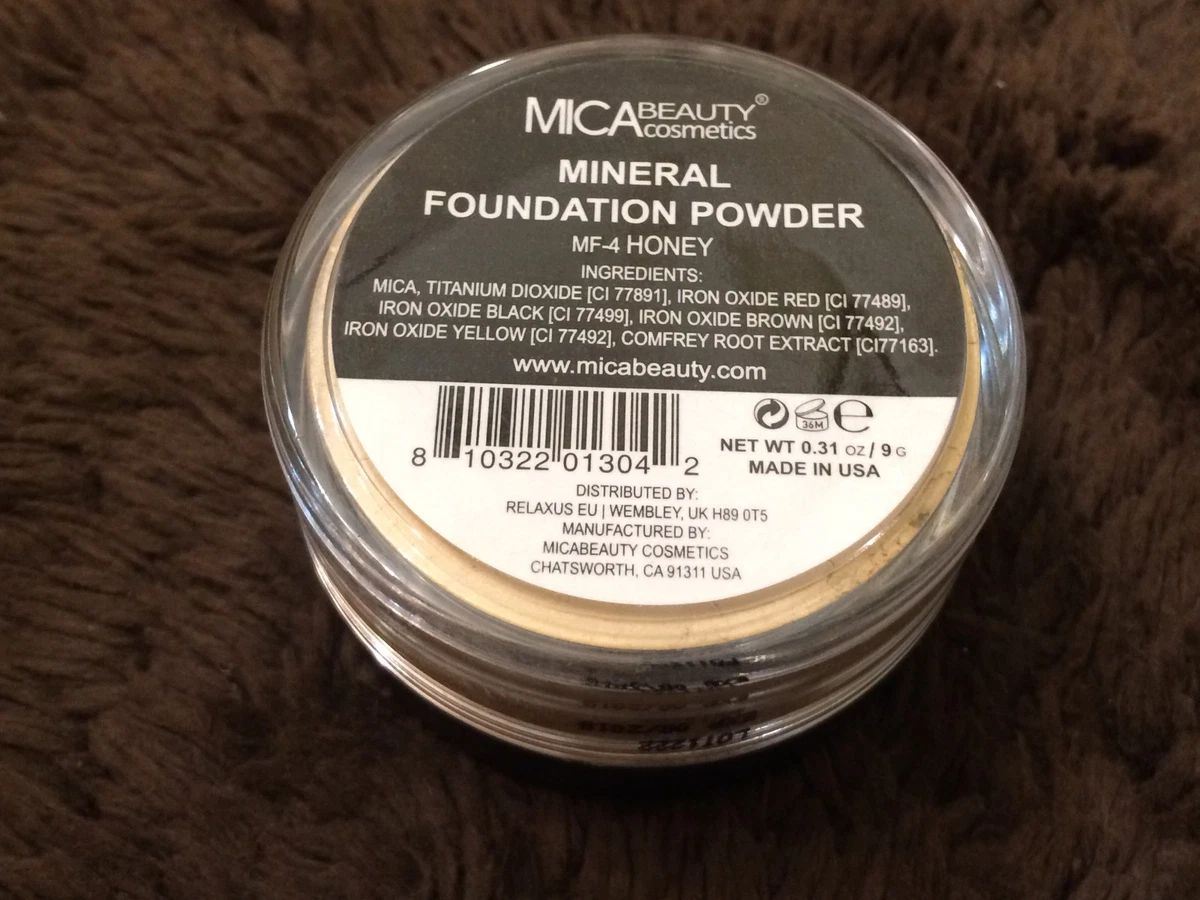 MICA BEAUTY®
cosmetics
MINERAL
FOUNDATION POWDER
MF-4 HONEY
INGREDIENTS:
MICA, TITANIUM DIOXIDE [CI 77891], IRON OXIDE RED [CI 77489],
IRON OXIDE BLACK [CI 77499], IRON OXIDE BROWN [CI 77492],
IRON OXIDE YELLOW [CI 77492], COMFREY ROOT EXTRACT [CI77163].
www.micabeauty.com
8 10322 01304 2
36M e
NET WT 0.31 OZ / 9 G
MADE IN USA
DISTRIBUTED BY:
RELAXUS EU | WEMBLEY, UK H89 0T5
MANUFACTURED BY:
MICABEAUTY COSMETICS
CHATSWORTH, CA 91311 USA
LOT1222